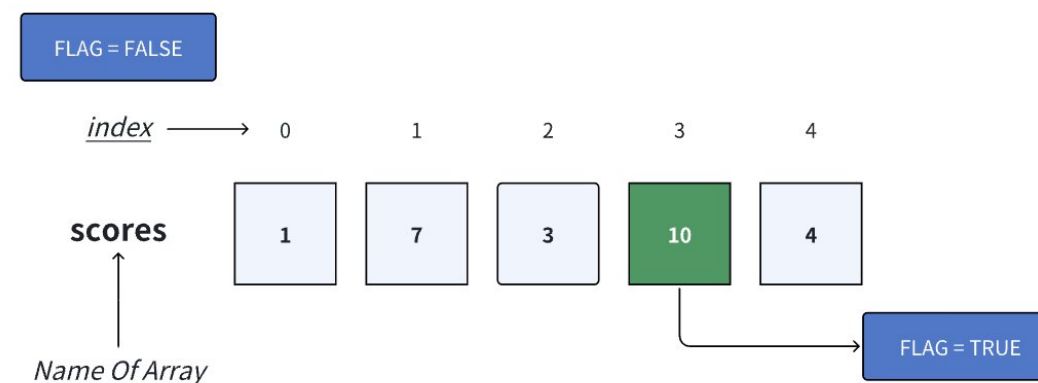 FLAG = FALSE
index 0 1 2 3 4
scores 1 7 3 10 4
FLAG = TRUE
Name Of Array